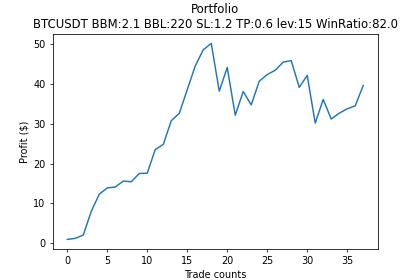 Portfolio
BTCUSDT BBM:2.1 BBL:220 SL:1.2 TP:0.6 lev:15 WinRatio:82.0
50
40
30
20
10
0
Profit ($)
0 5 10 15 20 25 30 35
Trade counts